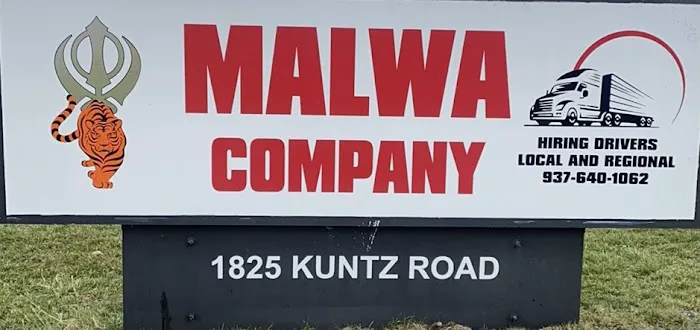 MALWA
COMPANY
HIRING DRIVERS
LOCAL AND REGIONAL
937-640-1062
1825 KUNTZ ROAD